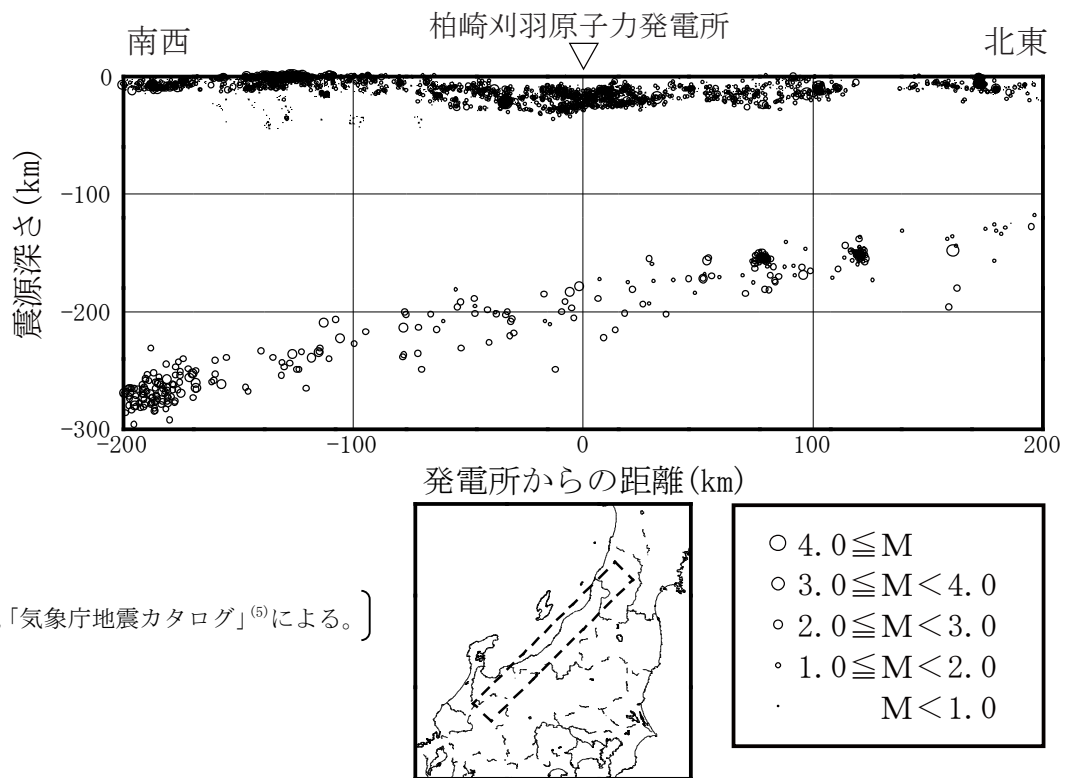 柏崎刈羽原子力発電所
南西
北東
震源深さ(km)
0
-100
-200
-300
-200
-100
0
100
200
発電所からの距離(km)
「気象庁地震カタログ」⁽⁵⁾による。
4.0≦M
3.0≦M<4.0
2.0≦M<3.0
1.0≦M<2.0
M<1.0